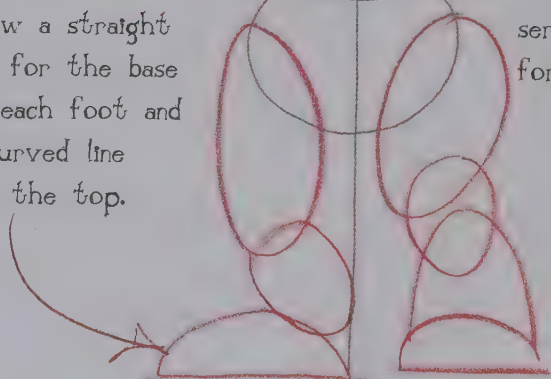 w a straight
for the base
each foot and
urved line
the top.
ser
for